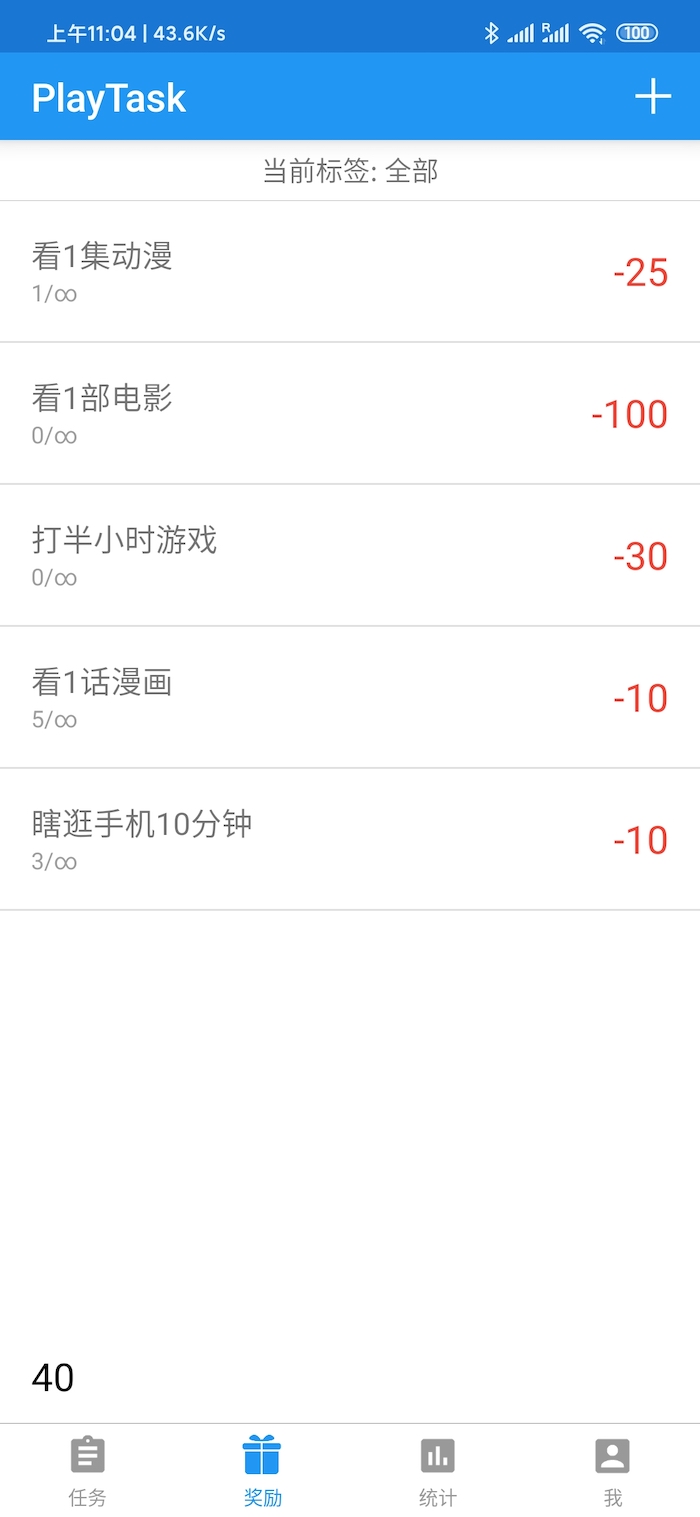 上午11:04 | 43.6K/s
R
100
PlayTask
当前标签: 全部
看1集动漫
1/∞
-25
看1部电影
0/∞
-100
打半小时游戏
0/∞
-30
看1话漫画
5/∞
-10
瞎逛手机10分钟
3/∞
-10
40
任务
奖励
统计
我